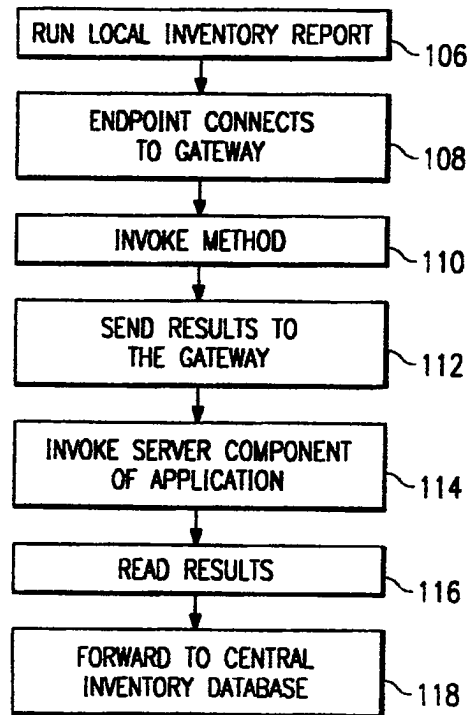 RUN LOCAL INVENTORY REPORT
106
ENDPOINT CONNECTS
TO GATEWAY
108
INVOKE METHOD
110
SEND RESULTS TO
THE GATEWAY
112
INVOKE SERVER COMPONENT
OF APPLICATION
114
READ RESULTS
116
FORWARD TO CENTRAL
INVENTORY DATABASE
118